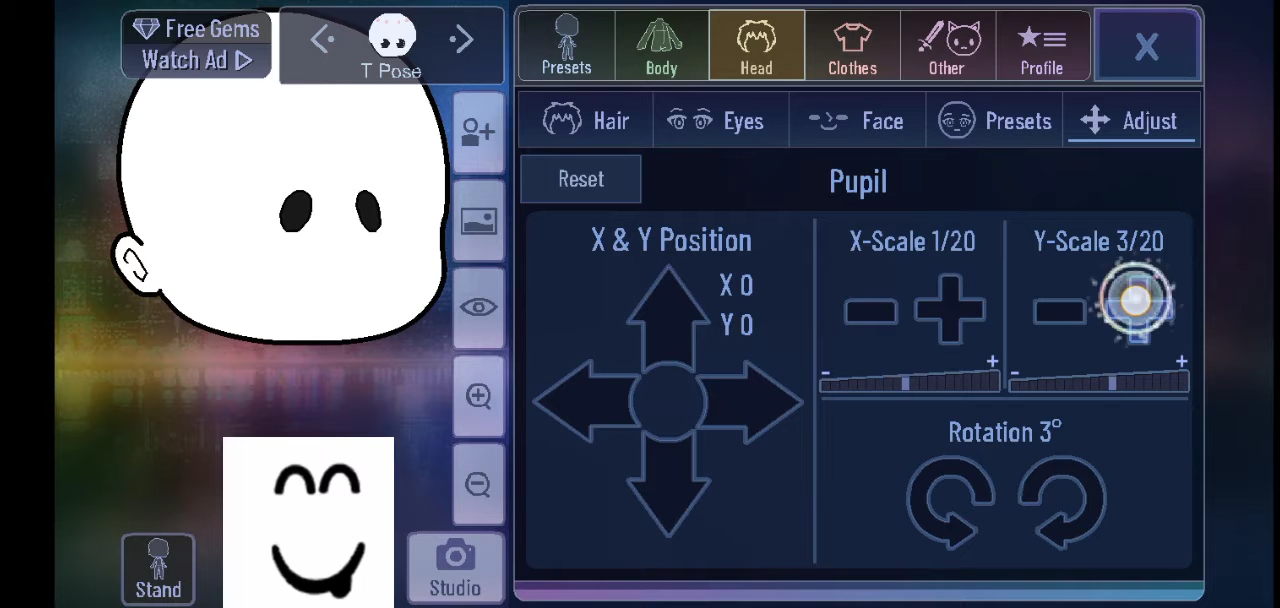 Free Gems
Watch Ad
T Pose
Presets
Body
Head
Clothes
Other
Profile
X
Hair
Eyes
Face
Presets
Adjust
Reset
Pupil
X & Y Position
X 0
Y 0
X-Scale 1/20
Y-Scale 3/20
- +
- +
Rotation 3°
Stand
Studio